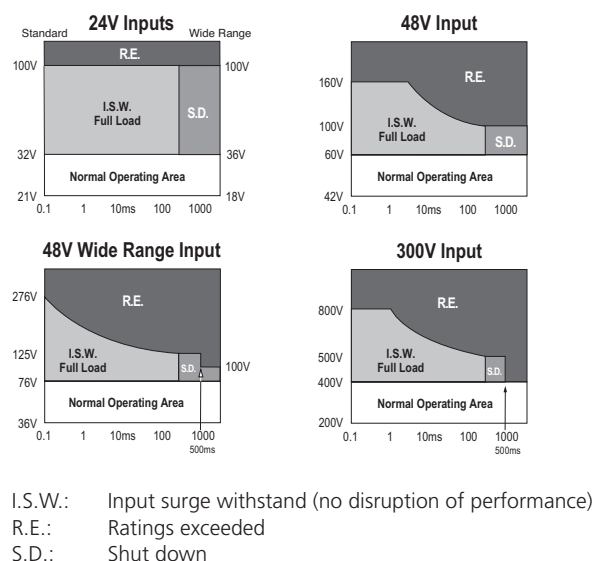 24V Inputs
Standard
Wide Range
R.E.
100V
100V
I.S.W.
Full Load
S.D.
32V
36V
Normal Operating Area
21V
18V
0.1 1 10ms 100 1000
48V Input
R.E.
160V
I.S.W.
Full Load
100V
S.D.
60V
Normal Operating Area
42V
0.1 1 10ms 100 1000
48V Wide Range Input
276V
R.E.
125V
I.S.W.
Full Load
S.D.
100V
76V
Normal Operating Area
36V
0.1 1 10ms 100 1000
500ms
300V Input
R.E.
800V
500V
I.S.W.
Full Load
S.D.
400V
Normal Operating Area
200V
0.1 1 10ms 100 1000
500ms
I.S.W.: Input surge withstand (no disruption of performance)
R.E.: Ratings exceeded
S.D.: Shut down